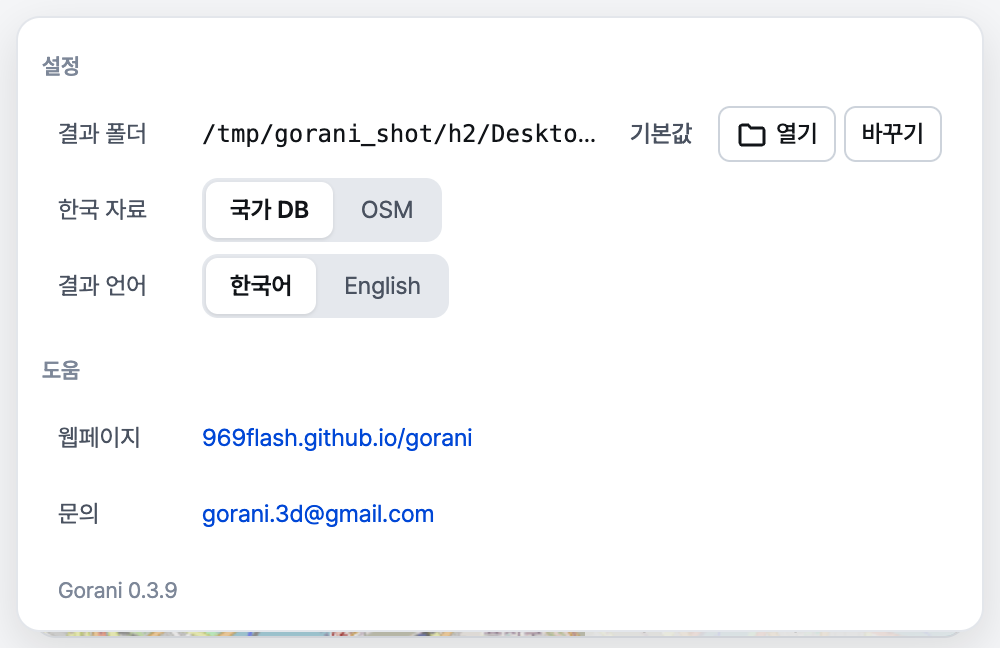 설정
결과 폴더 /tmp/gorani_shot/h2/Deskto... 기본값 열기 바꾸기
한국 자료 국가 DB OSM
결과 언어 한국어 English
도움
웹페이지 969flash.github.io/gorani
문의 gorani.3d@gmail.com
Gorani 0.3.9